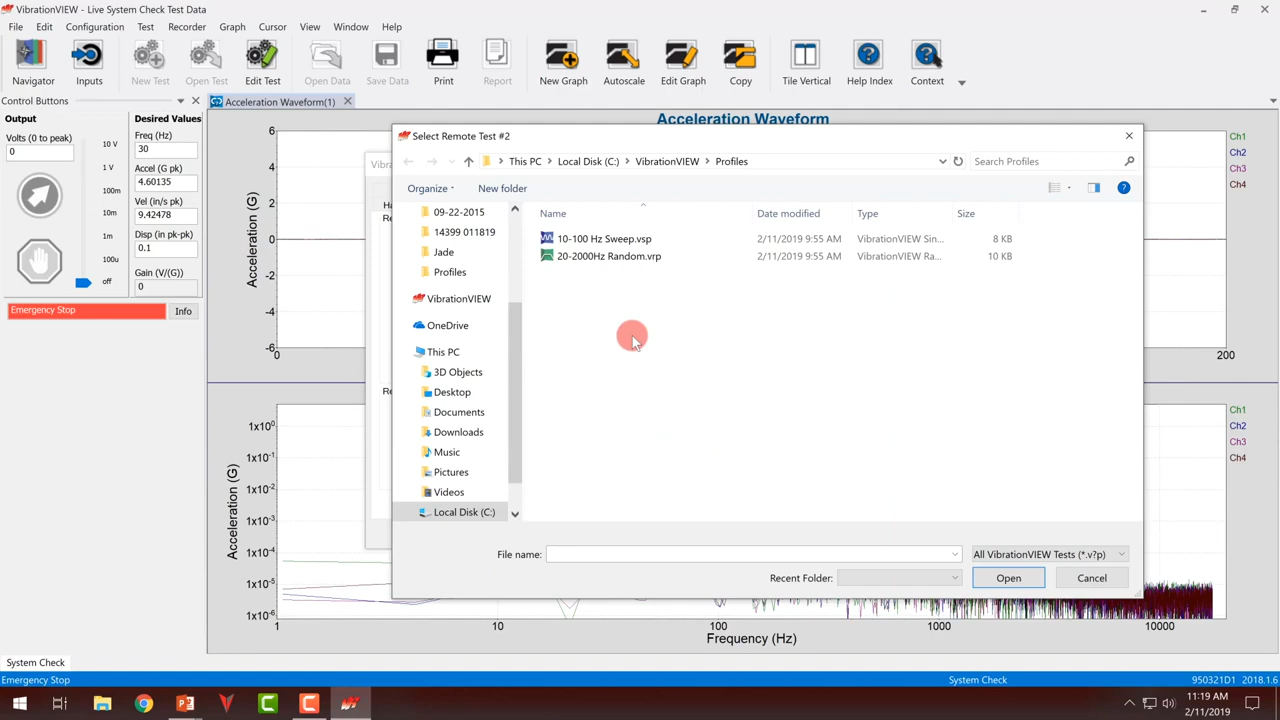 VibrationVIEW - Live System Check Test Data
File Edit Configuration Test Recorder Graph Cursor View Window Help
Navigator Inputs New Test Open Test Edit Test Open Data Save Data Print Report New Graph Autoscale Edit Graph Copy Tile Vertical Help Index Context
Control Buttons
Acceleration Waveform(1)
Output
Desired Values
Volts (0 to peak)
0
10 V
1 V
100m
10m
1m
100u
off
Freq (Hz)
30
Accel (G pk)
4.60135
Vel (in/s pk)
9.42478
Disp (in pk-pk)
0.1
Gain (V/(G))
0
Emergency Stop
Info
Acceleration Waveform
Acceleration (G)
6
4
2
0
-2
-4
-6
0
200
Ch1
Ch2
Ch3
Ch4
Select Remote Test #2
This PC > Local Disk (C:) > VibrationVIEW > Profiles
Search Profiles
Organize
New folder
09-22-2015
14399 011819
Jade
Profiles
VibrationVIEW
OneDrive
This PC
3D Objects
Desktop
Documents
Downloads
Music
Pictures
Videos
Local Disk (C:)
Name Date modified Type Size
10-100 Hz Sweep.vsp 2/11/2019 9:55 AM VibrationVIEW Sin... 8 KB
20-2000Hz Random.vrp 2/11/2019 9:55 AM VibrationVIEW Ra... 10 KB
File name:
All VibrationVIEW Tests (*.v?p)
Recent Folder:
Open
Cancel
Acceleration (G)
1x10⁰
1x10⁻¹
1x10⁻²
1x10⁻³
1x10⁻⁴
1x10⁻⁵
1x10⁻⁶
1 10 100 1000 10000
Frequency (Hz)
Ch1
Ch2
Ch3
Ch4
System Check
Emergency Stop
System Check
950321D1 2018.1.6
11:19 AM
2/11/2019